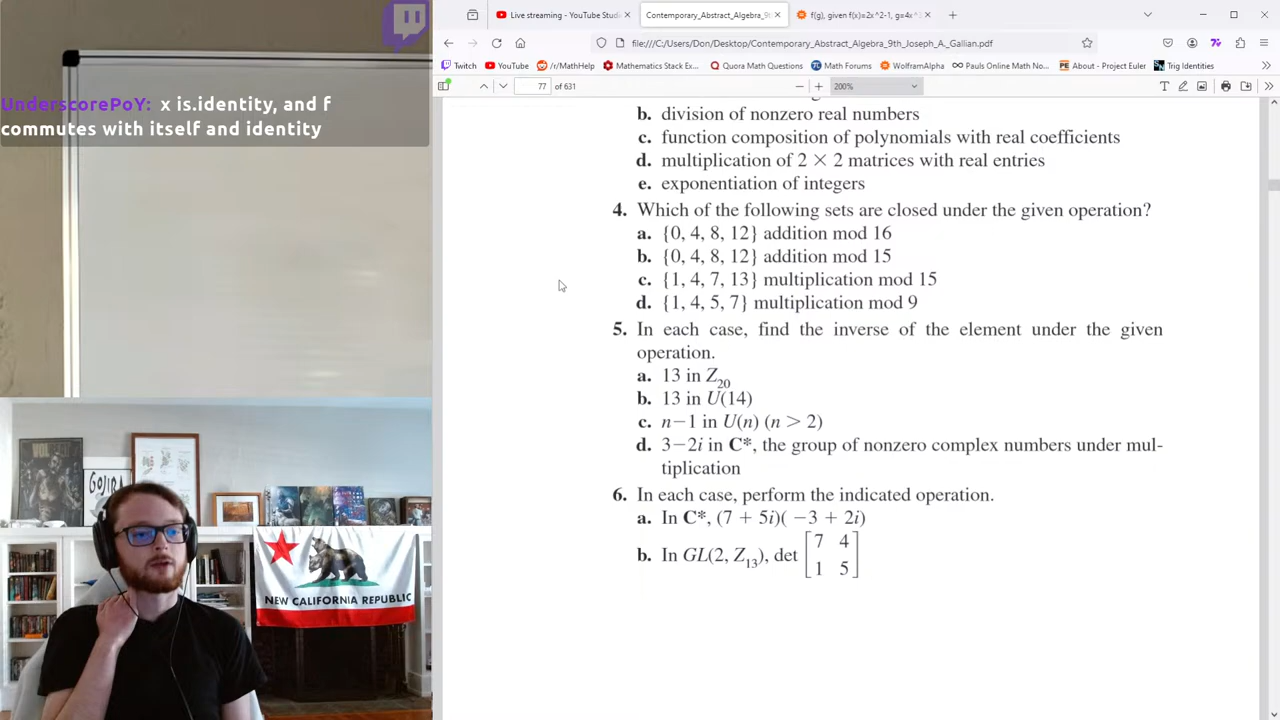 Live streaming - YouTube Studi
Contemporary_Abstract_Algebra_9t
f(g), given f(x)=2x^2-1, g=4x^3
file:///C:/Users/Don/Desktop/Contemporary_Abstract_Algebra_9th_Joseph_A._Gallian.pdf
Twitch YouTube /r/MathHelp Mathematics Stack Ex... Quora Math Questions Math Forums WolframAlpha Pauls Online Math No... About - Project Euler Trig Identities
77 of 631
200%
UnderscorePoY: x is.identity, and f
commutes with itself and identity
b. division of nonzero real numbers
c. function composition of polynomials with real coefficients
d. multiplication of 2 × 2 matrices with real entries
e. exponentiation of integers
4. Which of the following sets are closed under the given operation?
a. {0, 4, 8, 12} addition mod 16
b. {0, 4, 8, 12} addition mod 15
c. {1, 4, 7, 13} multiplication mod 15
d. {1, 4, 5, 7} multiplication mod 9
5. In each case, find the inverse of the element under the given
operation.
a. 13 in Z20
b. 13 in U(14)
c. n−1 in U(n) (n > 2)
d. 3−2i in C*, the group of nonzero complex numbers under mul-
tiplication
6. In each case, perform the indicated operation.
a. In C*, (7 + 5i)( −3 + 2i)
b. In GL(2, Z13), det [7 4
1 5]
GOJIRA
NEW CALIFORNIA REPUBLIC